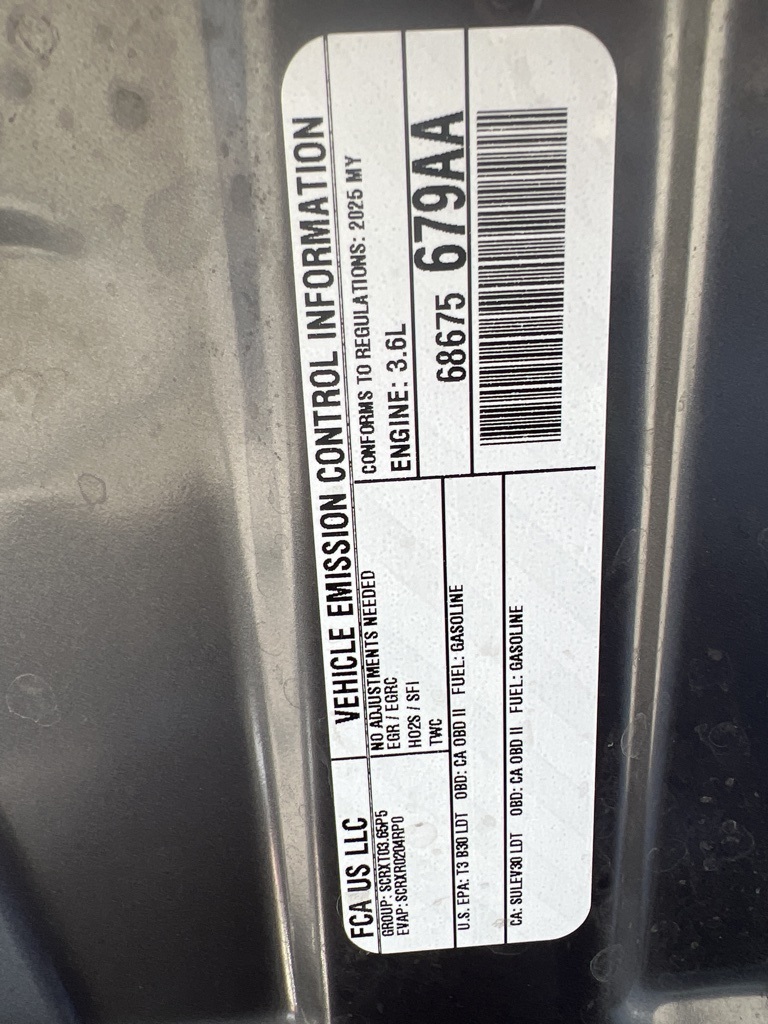 FCA US LLC
VEHICLE EMISSION CONTROL INFORMATION
GROUP: SCRXT03.65P5
EVAP: SCRXR0204RP0
NO ADJUSTMENTS NEEDED
EGR / EGRC
HO2S / SFI
TWC
CONFORMS TO REGULATIONS: 2025 MY
ENGINE: 3.6L
U.S. EPA: T3 B30 LDT OBD: CA OBD II FUEL: GASOLINE
CA: SULEV30 LDT OBD: CA OBD II FUEL: GASOLINE
68675 679AA